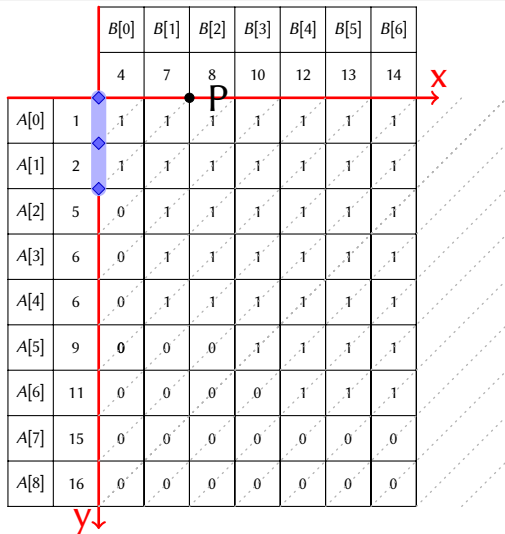 B[0] B[1] B[2] B[3] B[4] B[5] B[6]
4 7 8 10 12 13 14
x
P
A[0] 1 1 1 1 1 1 1 1
A[1] 2 1 1 1 1 1 1 1
A[2] 5 0 1 1 1 1 1 1
A[3] 6 0 1 1 1 1 1 1
A[4] 6 0 1 1 1 1 1 1
A[5] 9 0 0 0 1 1 1 1
A[6] 11 0 0 0 0 1 1 1
A[7] 15 0 0 0 0 0 0 0
A[8] 16 0 0 0 0 0 0 0
y